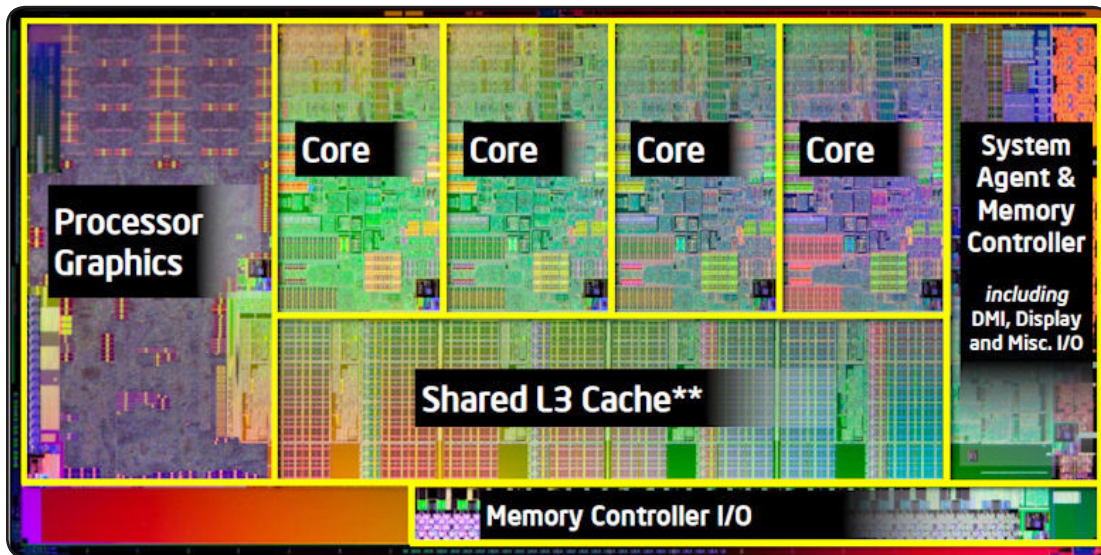 Processor
Graphics
Core
Core
Core
Core
System
Agent &
Memory
Controller
including
DMI, Display
and Misc. I/O
Shared L3 Cache**
Memory Controller I/O